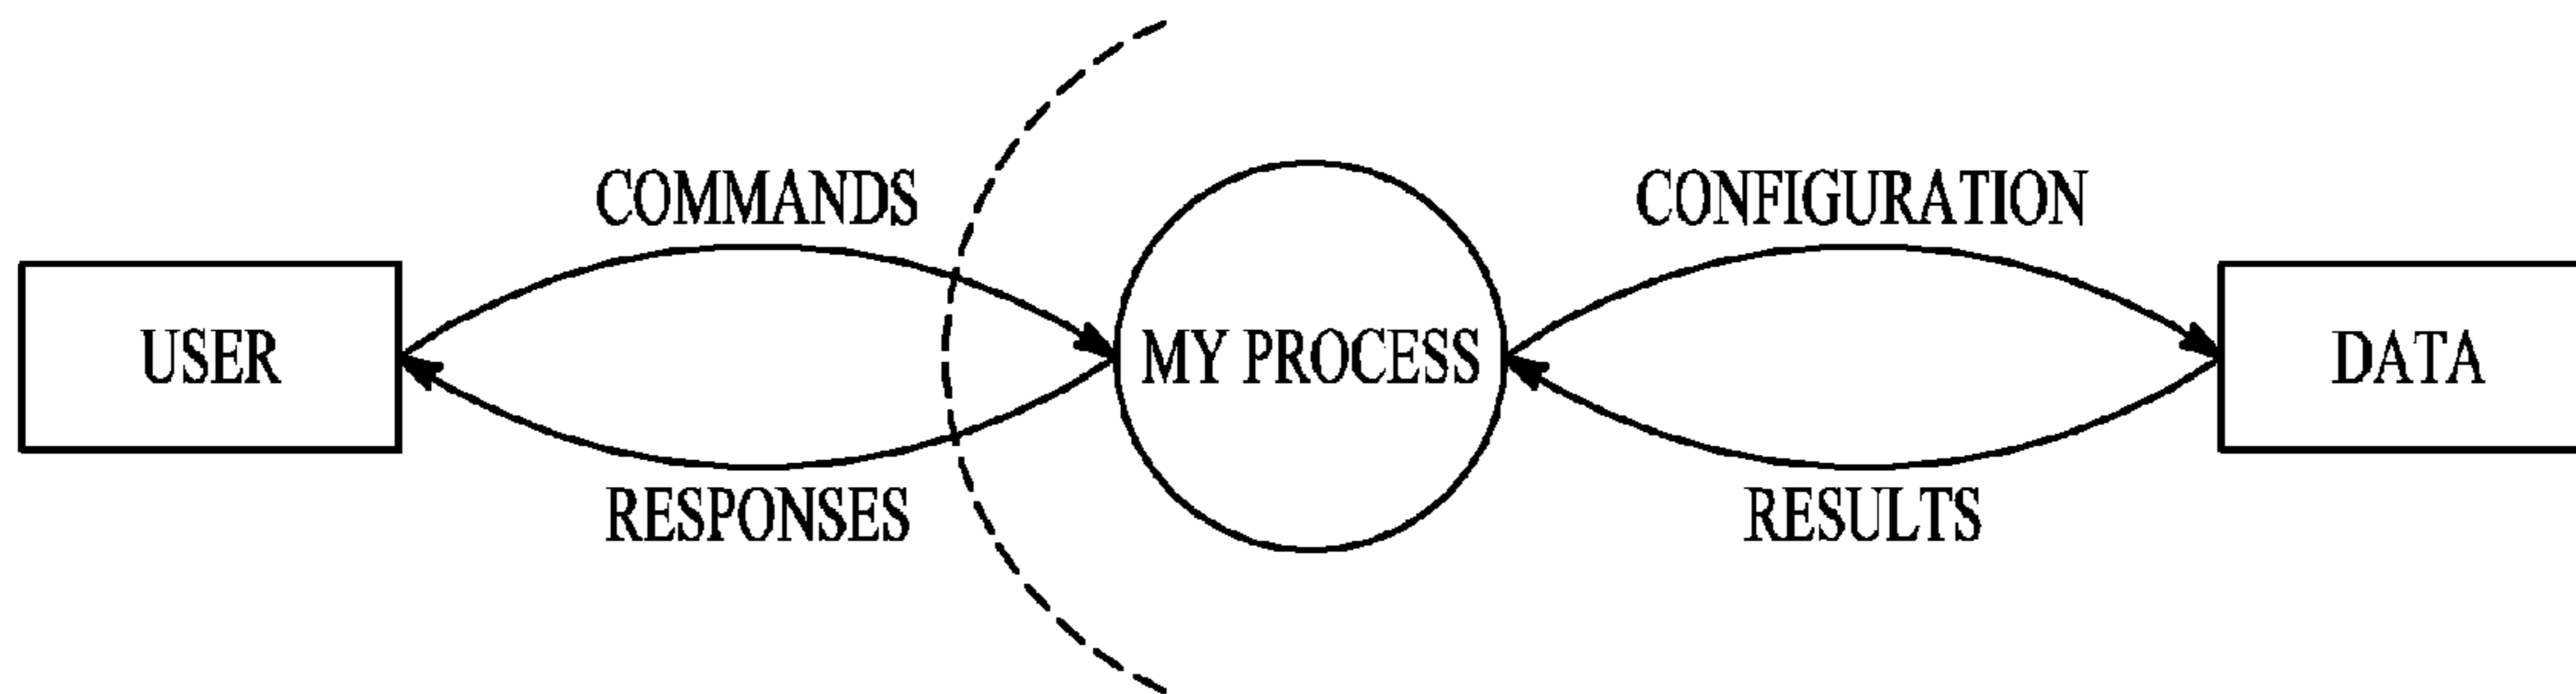 COMMANDS
CONFIGURATION
USER
MY PROCESS
DATA
RESPONSES
RESULTS